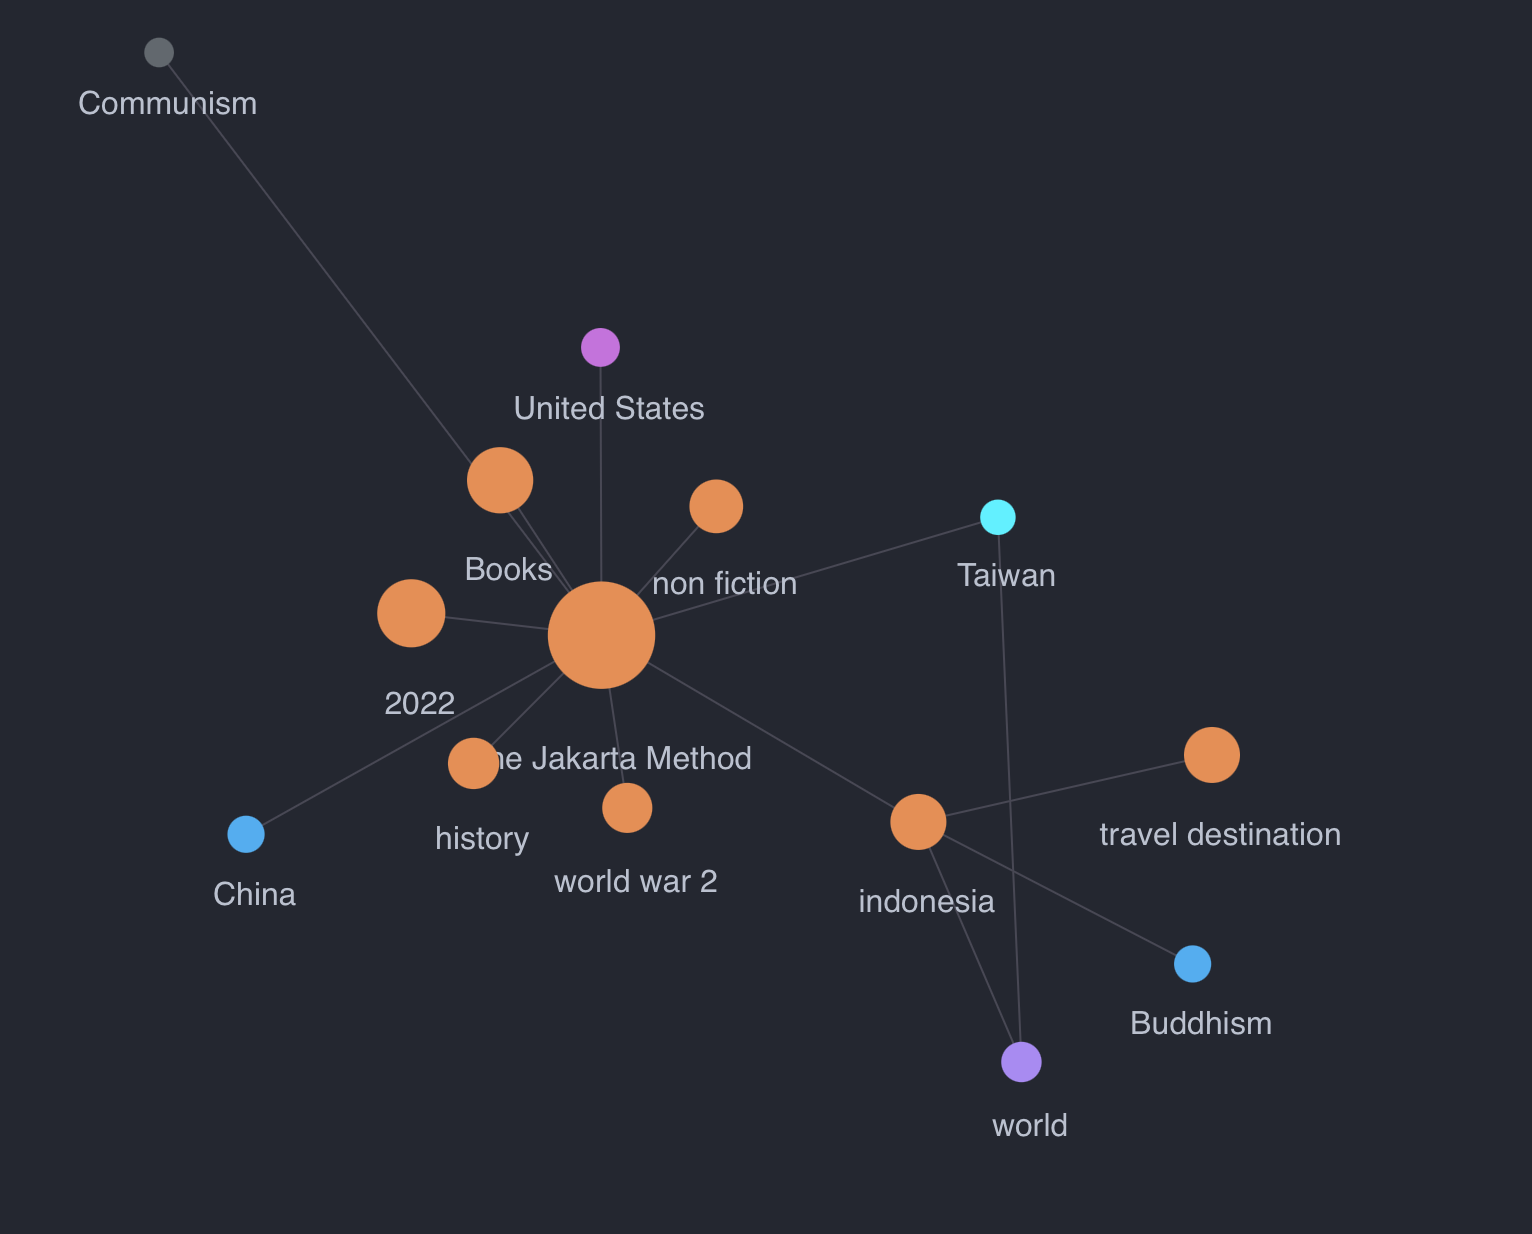 Communism
United States
Books
non fiction
Taiwan
2022
he Jakarta Method
history
travel destination
world war 2
China
indonesia
Buddhism
world